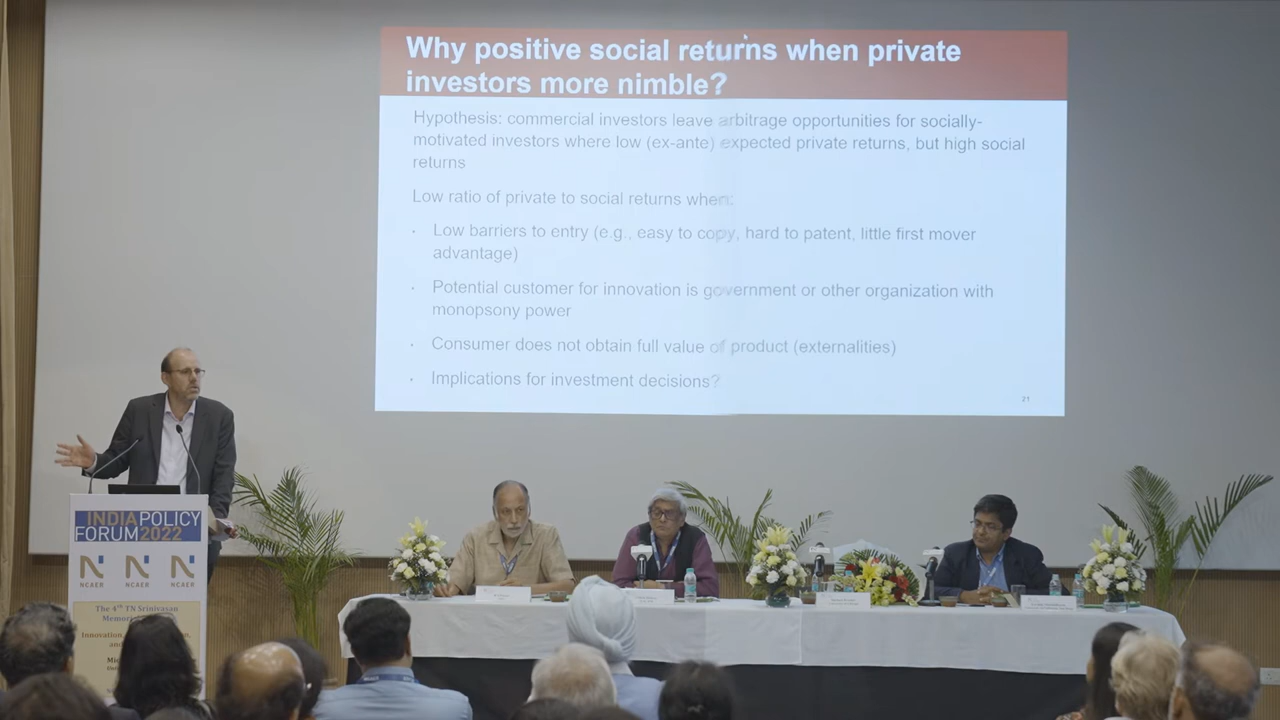 Why positive social returns when private
investors more nimble?
Hypothesis: commercial investors leave arbitrage opportunities for socially-
motivated investors where low (ex-ante) expected private returns, but high social
returns
Low ratio of private to social returns when:
· Low barriers to entry (e.g., easy to copy, hard to patent, little first mover
advantage)
· Potential customer for innovation is government or other organization with
monopsony power
· Consumer does not obtain full value of product (externalities)
· Implications for investment decisions?
21
INDIA POLICY
FORUM 2022
NCAER NCAER NCAER
The 4th TN Srinivasan
Innovation